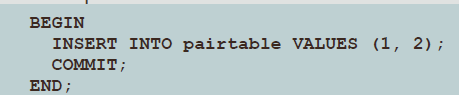 BEGIN
INSERT INTO pairtable VALUES (1, 2);
COMMIT;
END;